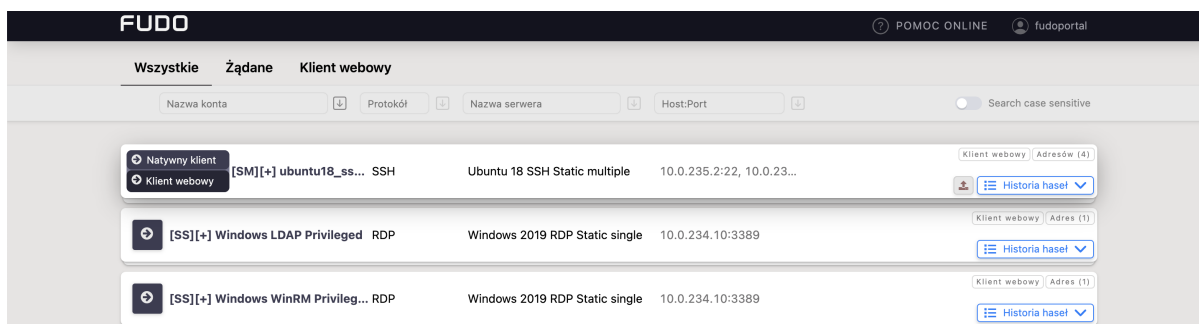 FUDO
POMOC ONLINE fudoportal
Wszystkie Żądane Klient webowy
Nazwa konta Protokół Nazwa serwera Host:Port Search case sensitive
Natywny klient
Klient webowy
[SM][+] ubuntu18_ss... SSH Ubuntu 18 SSH Static multiple 10.0.235.2:22, 10.0.23...
Klient webowy Adresów (4)
Historia haseł
[SS][+] Windows LDAP Privileged RDP Windows 2019 RDP Static single 10.0.234.10:3389
Klient webowy Adres (1)
Historia haseł
[SS][+] Windows WinRM Privileg... RDP Windows 2019 RDP Static single 10.0.234.10:3389
Klient webowy Adres (1)
Historia haseł